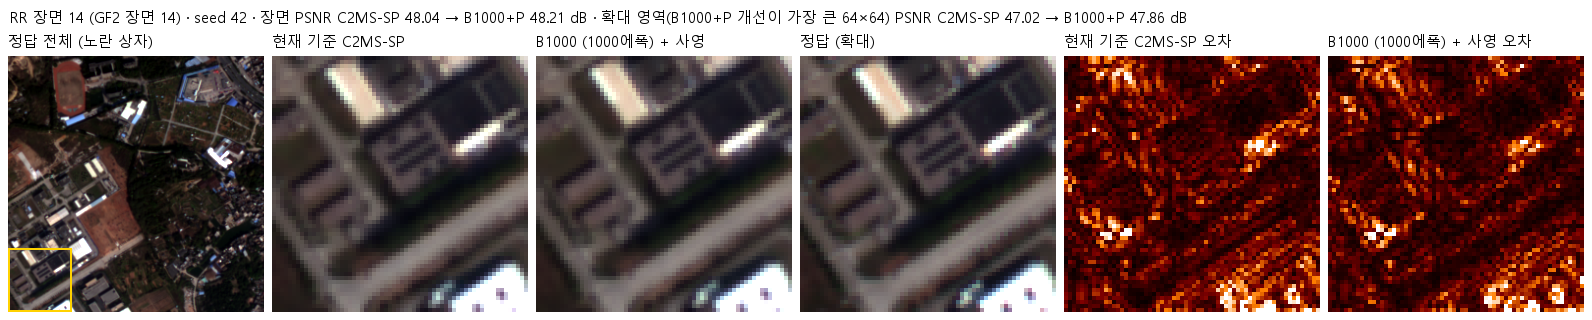 RR 장면 14 (GF2 장면 14) · seed 42 · 장면 PSNR C2MS-SP 48.04 → B1000+P 48.21 dB · 확대 영역(B1000+P 개선이 가장 큰 64×64) PSNR C2MS-SP 47.02 → B1000+P 47.86 dB
정답 전체 (노란 상자)
현재 기준 C2MS-SP
B1000 (1000에폭) + 사영
정답 (확대)
현재 기준 C2MS-SP 오차
B1000 (1000에폭) + 사영 오차